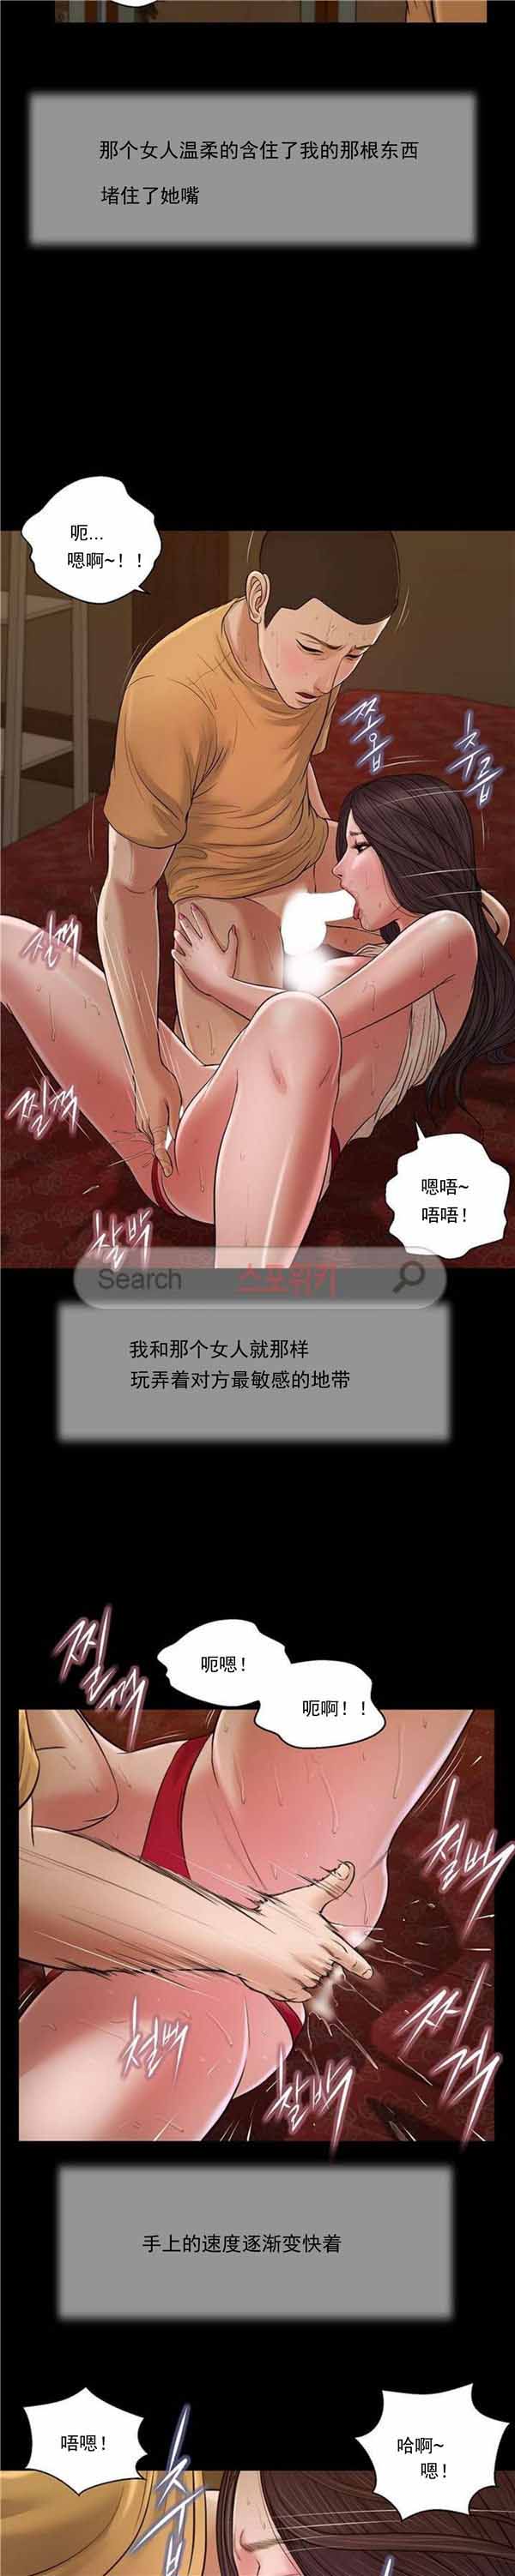 那个女人温柔的含住了我的那根东西
堵住了她嘴
呃...
嗯啊~！！
쪼옵
츄릅
찔꺽
찔꺽
찰박
嗯唔~
唔唔！
Search 스포위키
我和那个女人就那样
玩弄着对方最敏感的地带
찔꺽
呃嗯！
呃啊！！
철벅
철벅
찌걱
찰박
手上的速度逐渐变快着
唔嗯！
哈啊~
嗯！